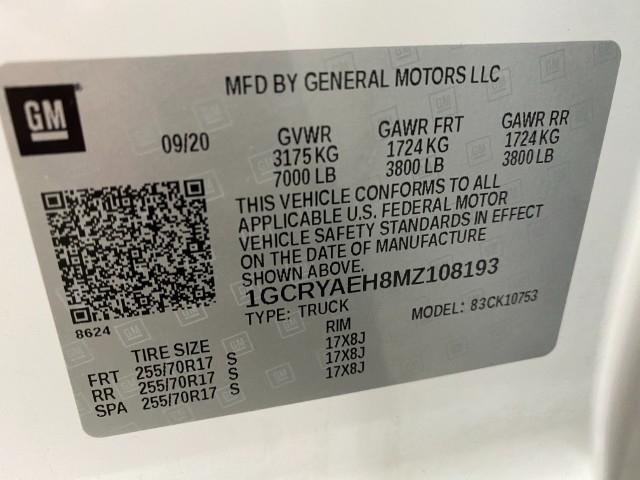 MFD BY GENERAL MOTORS LLC
GM
09/20 GVWR GAWR FRT GAWR RR
3175 KG 1724 KG 1724 KG
7000 LB 3800 LB 3800 LB
THIS VEHICLE CONFORMS TO ALL
APPLICABLE U.S. FEDERAL MOTOR
VEHICLE SAFETY STANDARDS IN EFFECT
ON THE DATE OF MANUFACTURE
SHOWN ABOVE.
1GCRYAEH8MZ108193
TYPE: TRUCK MODEL: 83CK10753
8624
TIRE SIZE RIM
FRT 255/70R17 S 17X8J
RR 255/70R17 S 17X8J
SPA 255/70R17 S 17X8J